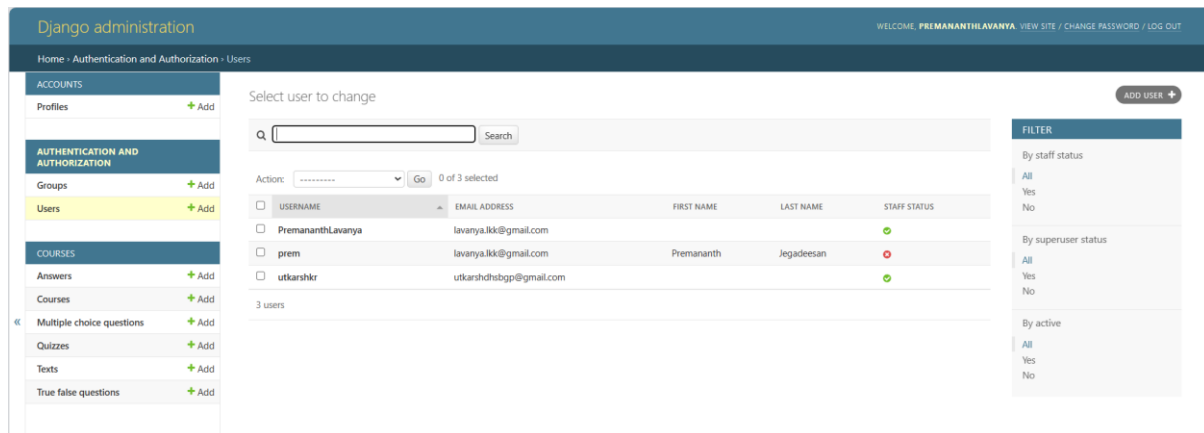 Django administration
WELCOME, PREMANANTHLAVANYA. VIEW SITE / CHANGE PASSWORD / LOG OUT
Home › Authentication and Authorization › Users
ACCOUNTS
Profiles + Add
AUTHENTICATION AND
AUTHORIZATION
Groups + Add
Users + Add
COURSES
Answers + Add
Courses + Add
« Multiple choice questions + Add
Quizzes + Add
Texts + Add
True false questions + Add
Select user to change
ADD USER +
Search
Action: --------- Go 0 of 3 selected
USERNAME EMAIL ADDRESS FIRST NAME LAST NAME STAFF STATUS
PremananthLavanya lavanya.lkk@gmail.com
prem lavanya.lkk@gmail.com Premananth Jegadeesan
utkarshkr utkarshdhsbgp@gmail.com
3 users
FILTER
By staff status
All
Yes
No
By superuser status
All
Yes
No
By active
All
Yes
No